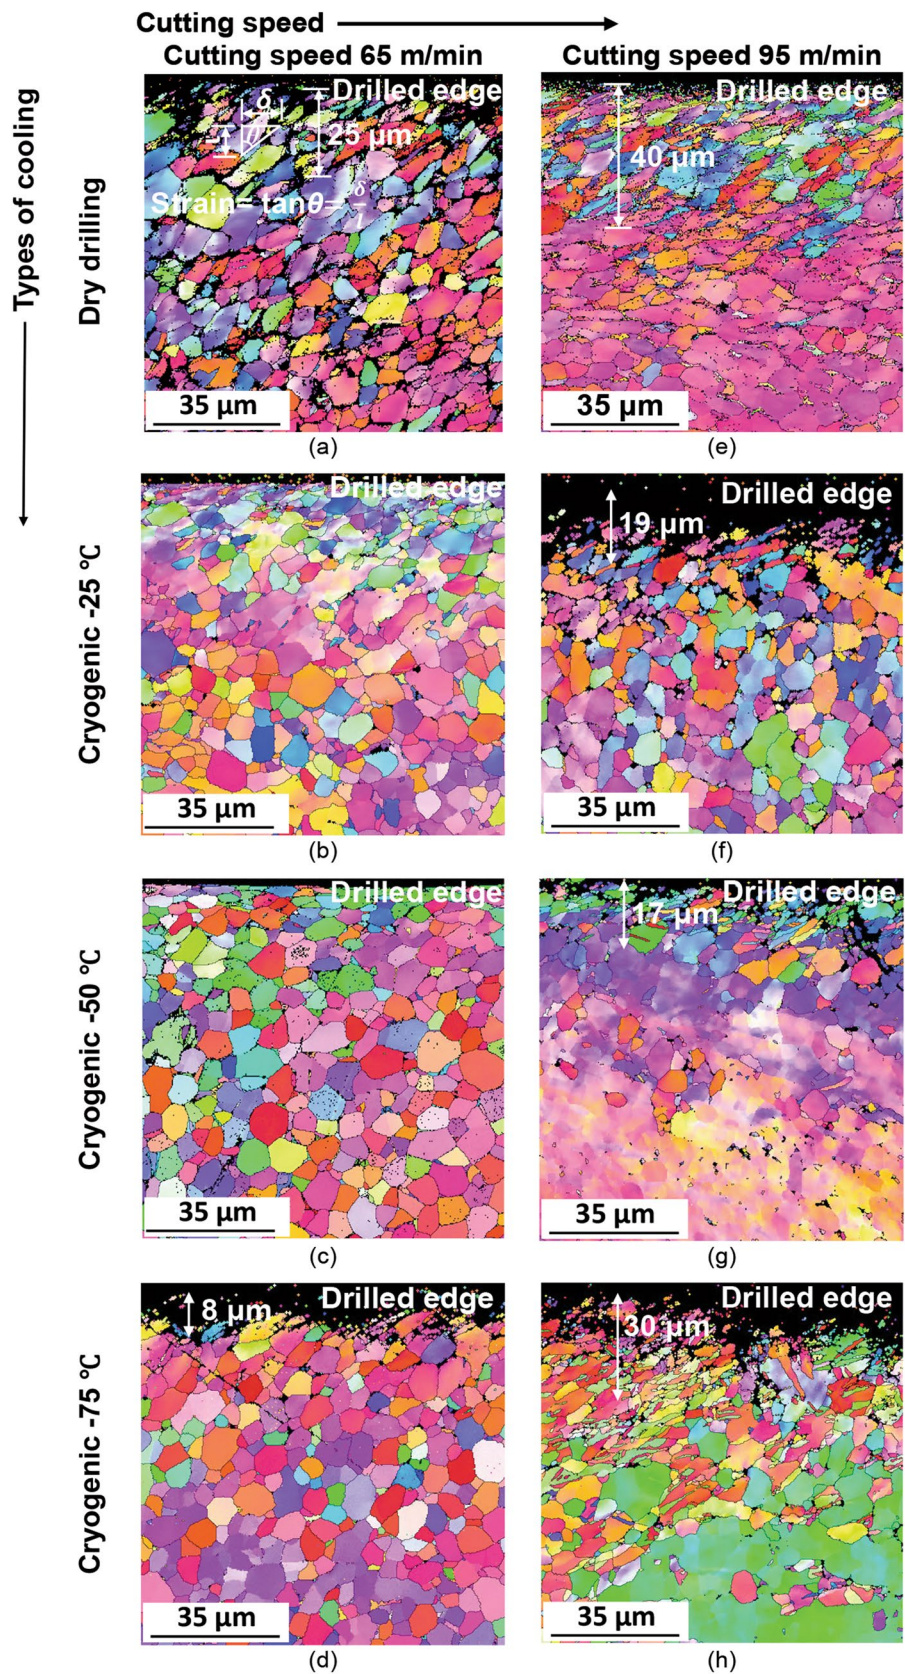 Cutting speed
Cutting speed 65 m/min
Cutting speed 95 m/min
Types of cooling
Dry drilling
Drilled edge
δ
25 μm
θ
Strain= tanθ= δ/l
35 μm
(a)
Drilled edge
40 μm
35 μm
(e)
Cryogenic -25 ℃
Drilled edge
35 μm
(b)
Drilled edge
19 μm
35 μm
(f)
Cryogenic -50 ℃
Drilled edge
35 μm
(c)
Drilled edge
17 μm
35 μm
(g)
Cryogenic -75 ℃
Drilled edge
8 μm
35 μm
(d)
Drilled edge
30 μm
35 μm
(h)